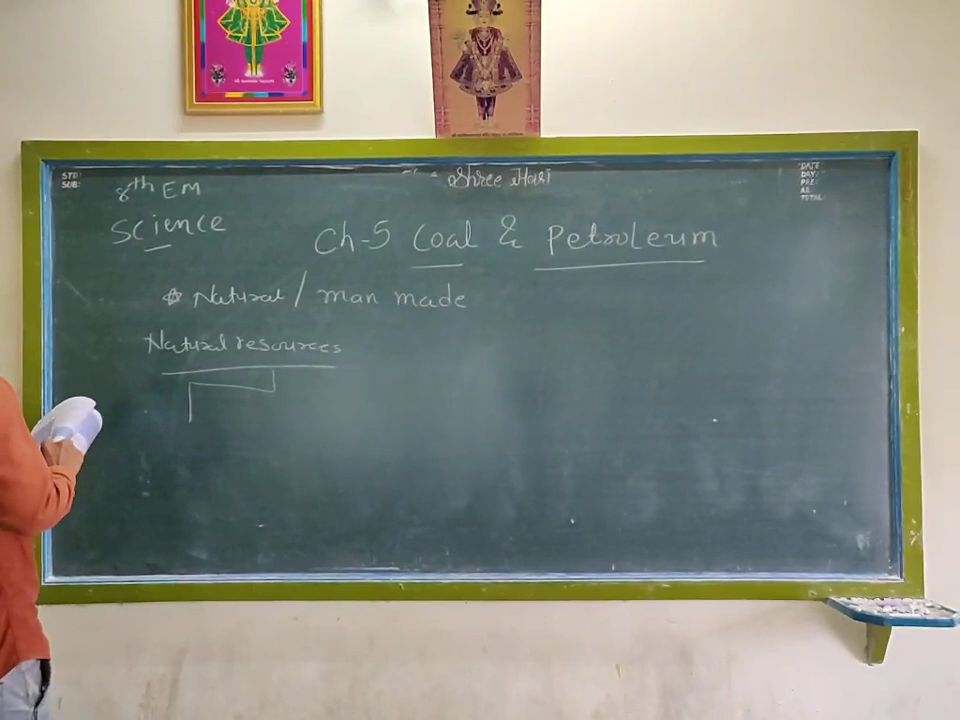 STD:
SUB:
Shree Hari
DATE
DAY:
PRE:
AB:
TOTAL:
8th EM
Science
Ch-5 Coal & Petroleum
Natural / man made
Natural resources